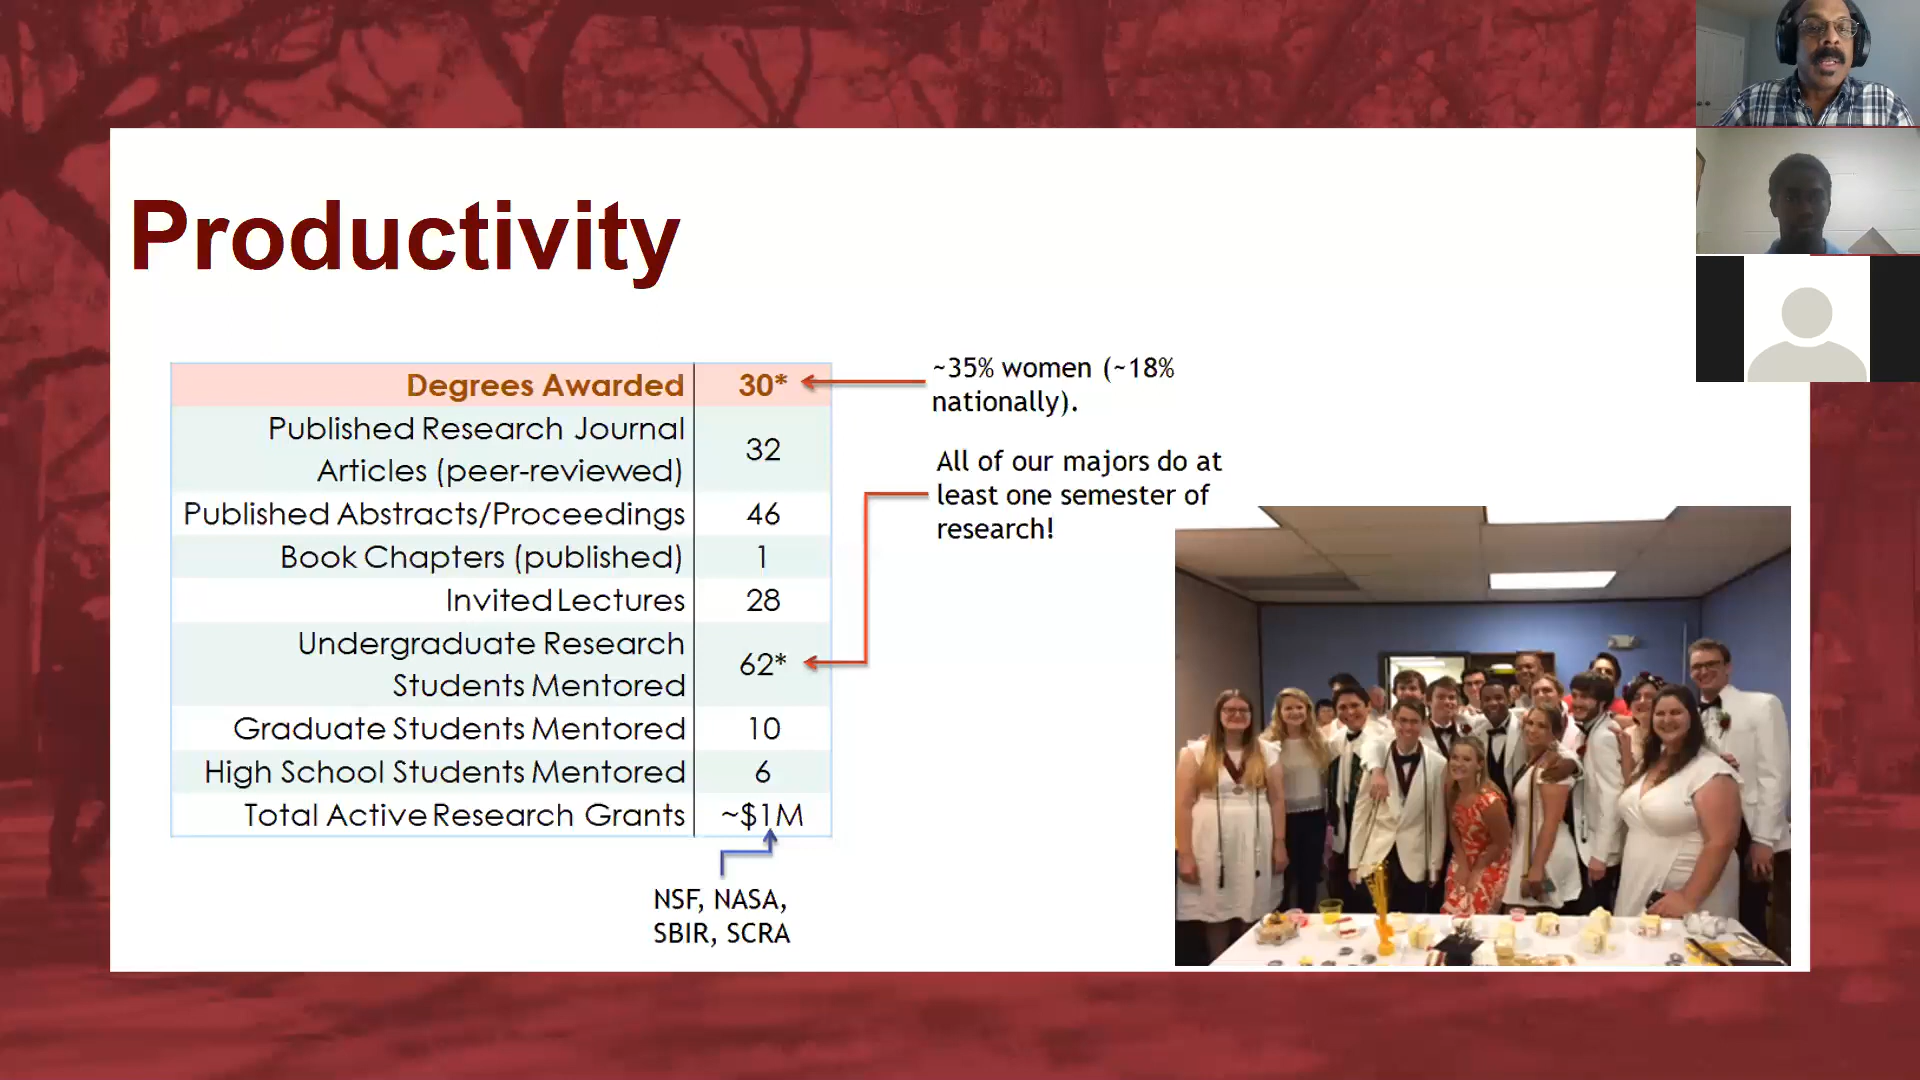 Productivity
Degrees Awarded 30*
Published Research Journal
Articles (peer-reviewed) 32
Published Abstracts/Proceedings 46
Book Chapters (published) 1
Invited Lectures 28
Undergraduate Research
Students Mentored 62*
Graduate Students Mentored 10
High School Students Mentored 6
Total Active Research Grants ~$1M
~35% women (~18%
nationally).
All of our majors do at
least one semester of
research!
NSF, NASA,
SBIR, SCRA